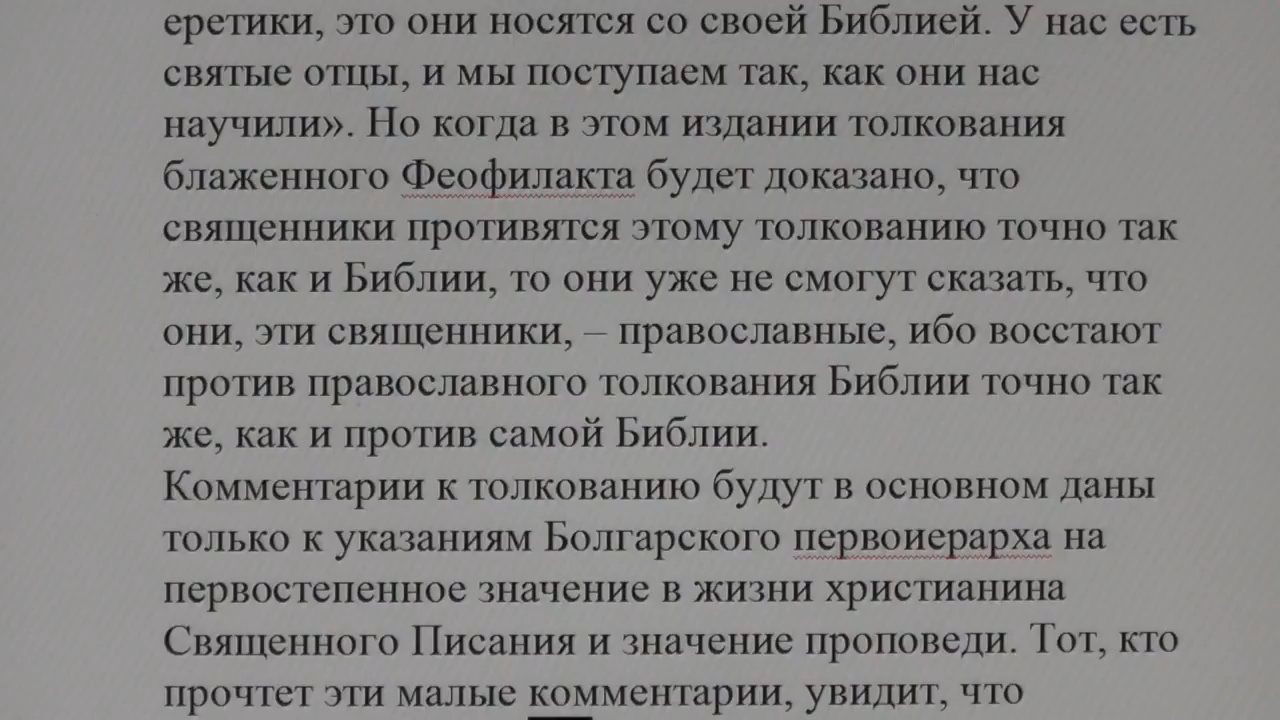 еретики, это они носятся со своей Библией. У нас есть
святые отцы, и мы поступаем так, как они нас
научили». Но когда в этом издании толкования
блаженного Феофилакта будет доказано, что
священники противятся этому толкованию точно так
же, как и Библии, то они уже не смогут сказать, что
они, эти священники, – православные, ибо восстают
против православного толкования Библии точно так
же, как и против самой Библии.
Комментарии к толкованию будут в основном даны
только к указаниям Болгарского первоиерарха на
первостепенное значение в жизни христианина
Священного Писания и значение проповеди. Тот, кто
прочтет эти малые комментарии, увидит, что